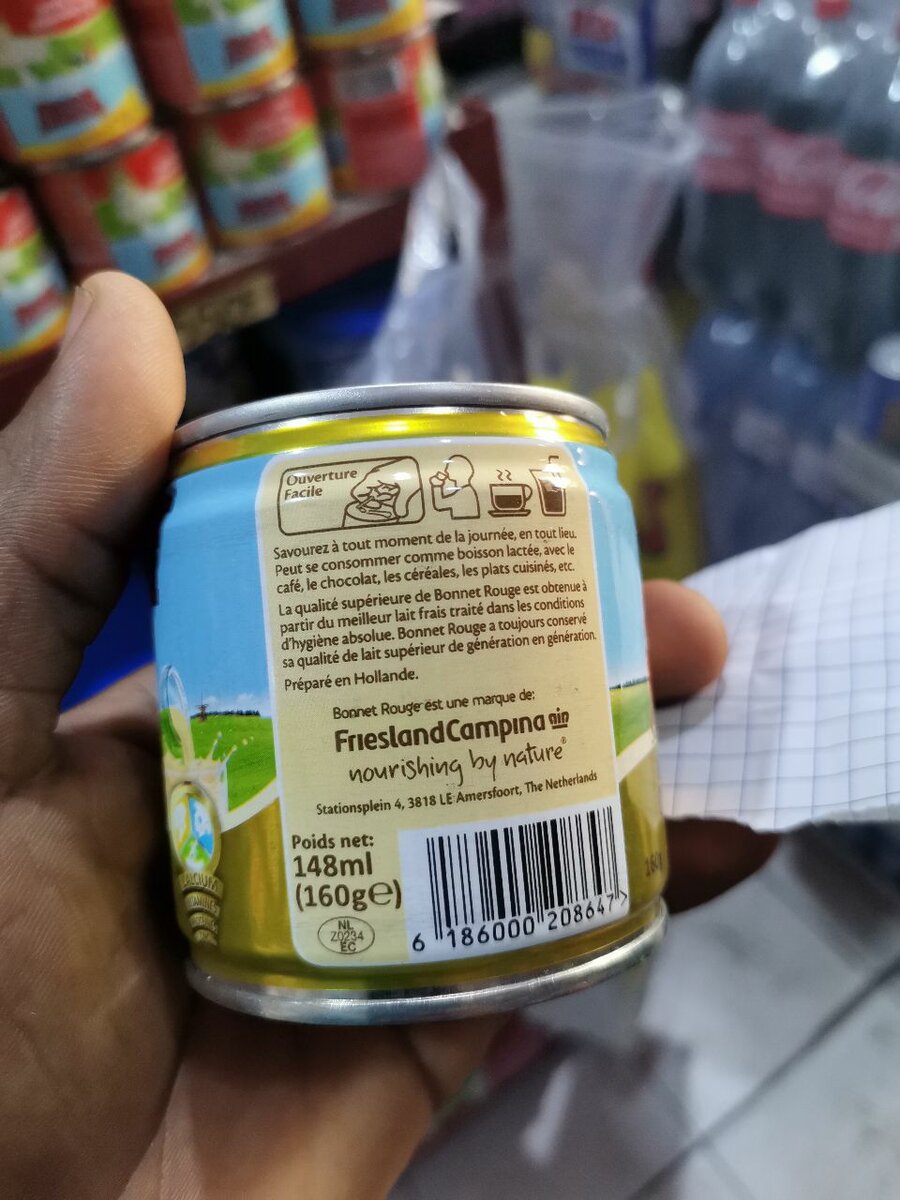 Ouverture
Facile
Savourez à tout moment de la journée, en tout lieu.
Peut se consommer comme boisson lactée, avec le
café, le chocolat, les céréales, les plats cuisinés, etc.
La qualité supérieure de Bonnet Rouge est obtenue à
partir du meilleur lait frais traité dans les conditions
d'hygiène absolue. Bonnet Rouge a toujours conservé
sa qualité de lait supérieur de génération en génération.
Préparé en Hollande.
Bonnet Rouge est une marque de:
FrieslandCampina
nourishing by nature®
Stationsplein 4, 3818 LE Amersfoort, The Netherlands
Poids net:
148ml
(160g℮)
NL
Z0234
EC
6 186000 208647 >
CALCIUM